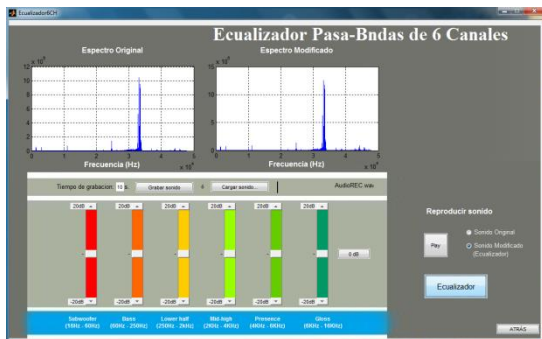 Ecualizador6CH
Ecualizador Pasa-Bndas de 6 Canales
Espectro Original
Espectro Modificado
Frecuencia (Hz)
Frecuencia (Hz)
Tiempo de grabacion: 10 s.
Grabar sonido
ó
Cargar sonido...
AudioREC.wav
20dB 20dB 20dB 20dB 20dB 20dB
0 dB
-20dB -20dB -20dB -20dB -20dB -20dB
Subwoofer Bass Lower half Mid-high Presence Gloss
(16Hz - 60Hz) (60Hz - 250Hz) (250Hz - 2kHz) (2KHz - 4KHz) (4KHz - 6KHz) (6KHz - 16KHz)
Reproducir sonido
Play
Sonido Original
Sonido Modificado
(Ecualizador)
Ecualizador
ATRÁS